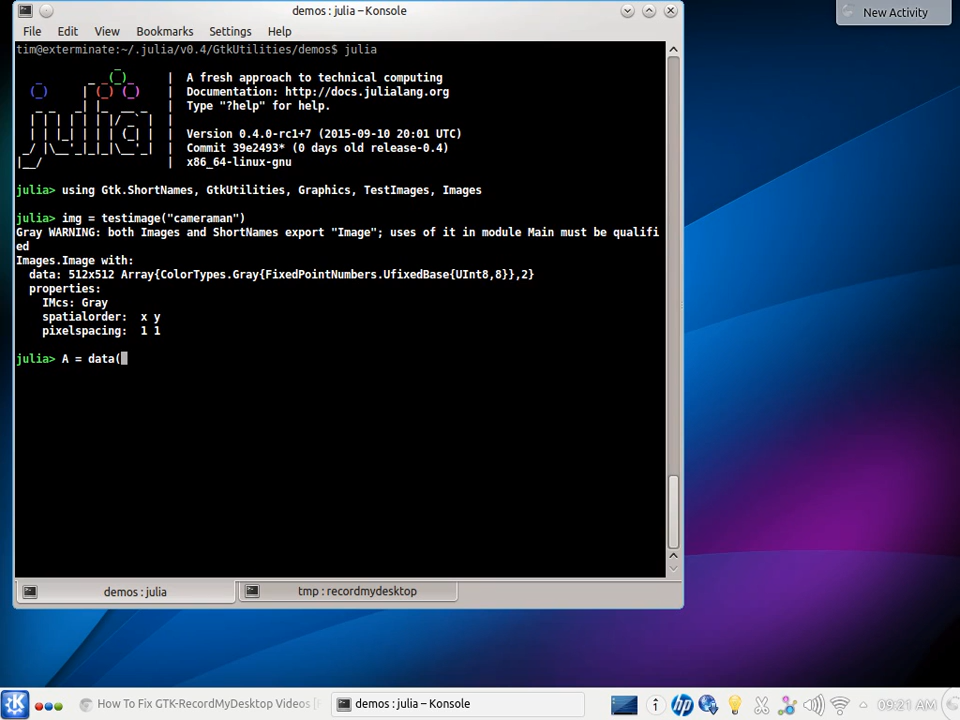 demos : julia – Konsole
New Activity
File Edit View Bookmarks Settings Help
tim@exterminate:~/.julia/v0.4/GtkUtilities/demos$ julia
A fresh approach to technical computing
Documentation: http://docs.julialang.org
Type "?help" for help.
Version 0.4.0-rc1+7 (2015-09-10 20:01 UTC)
Commit 39e2493* (0 days old release-0.4)
x86_64-linux-gnu
julia> using Gtk.ShortNames, GtkUtilities, Graphics, TestImages, Images
julia> img = testimage("cameraman")
Gray WARNING: both Images and ShortNames export "Image"; uses of it in module Main must be qualifi
ed
Images.Image with:
data: 512x512 Array{ColorTypes.Gray{FixedPointNumbers.UfixedBase{UInt8,8}},2}
properties:
IMcs: Gray
spatialorder:  x y
pixelspacing:  1 1
julia> A = data(
demos : julia
tmp : recordmydesktop
How To Fix GTK-RecordMyDesktop Videos
demos : julia – Konsole
09:21 AM